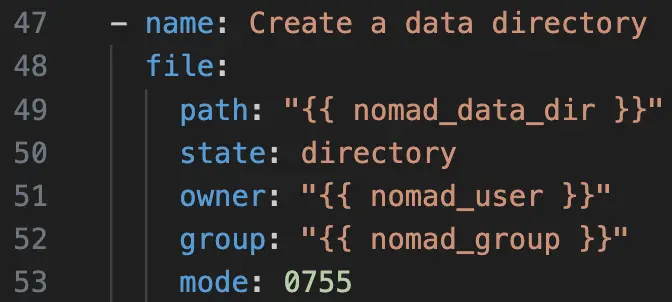 47 - name: Create a data directory
48 file:
49 path: "{{ nomad_data_dir }}"
50 state: directory
51 owner: "{{ nomad_user }}"
52 group: "{{ nomad_group }}"
53 mode: 0755